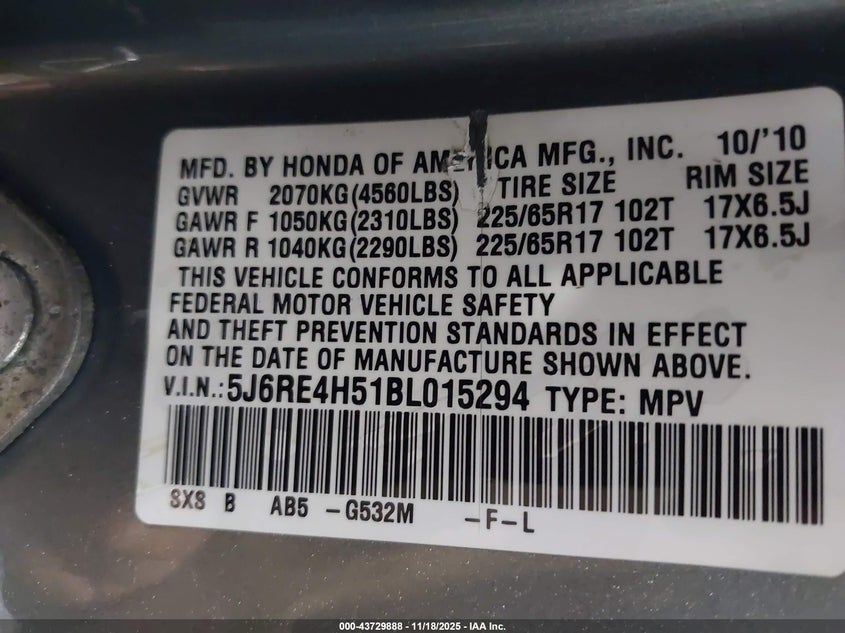 MFD. BY HONDA OF AMERICA MFG., INC. 10/'10
GVWR 2070KG(4560LBS) TIRE SIZE RIM SIZE
GAWR F 1050KG(2310LBS) 225/65R17 102T 17X6.5J
GAWR R 1040KG(2290LBS) 225/65R17 102T 17X6.5J
THIS VEHICLE CONFORMS TO ALL APPLICABLE
FEDERAL MOTOR VEHICLE SAFETY
AND THEFT PREVENTION STANDARDS IN EFFECT
ON THE DATE OF MANUFACTURE SHOWN ABOVE.
V.I.N.: 5J6RE4H51BL015294 TYPE: MPV
SXS B AB5 -G532M -F-L
000-43729888 - 11/18/2025 - IAA Inc.